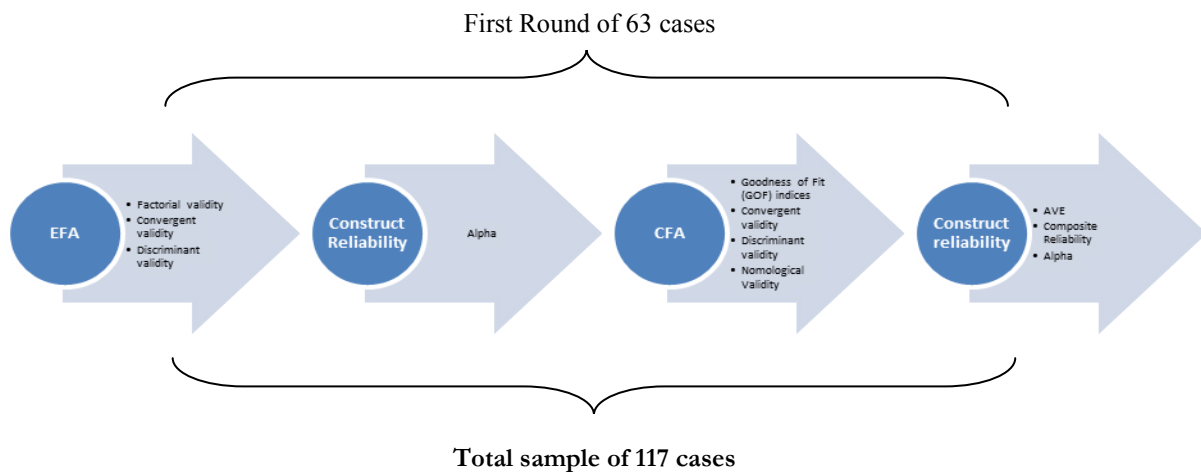 First Round of 63 cases
EFA
• Factorial validity
• Convergent
validity
• Discriminant
validity
Construct
Reliability
Alpha
CFA
• Goodness of Fit
(GOF) indices
• Convergent
validity
• Discriminant
validity
• Nomological
Validity
Construct
reliability
• AVE
• Composite
Reliability
• Alpha
Total sample of 117 cases